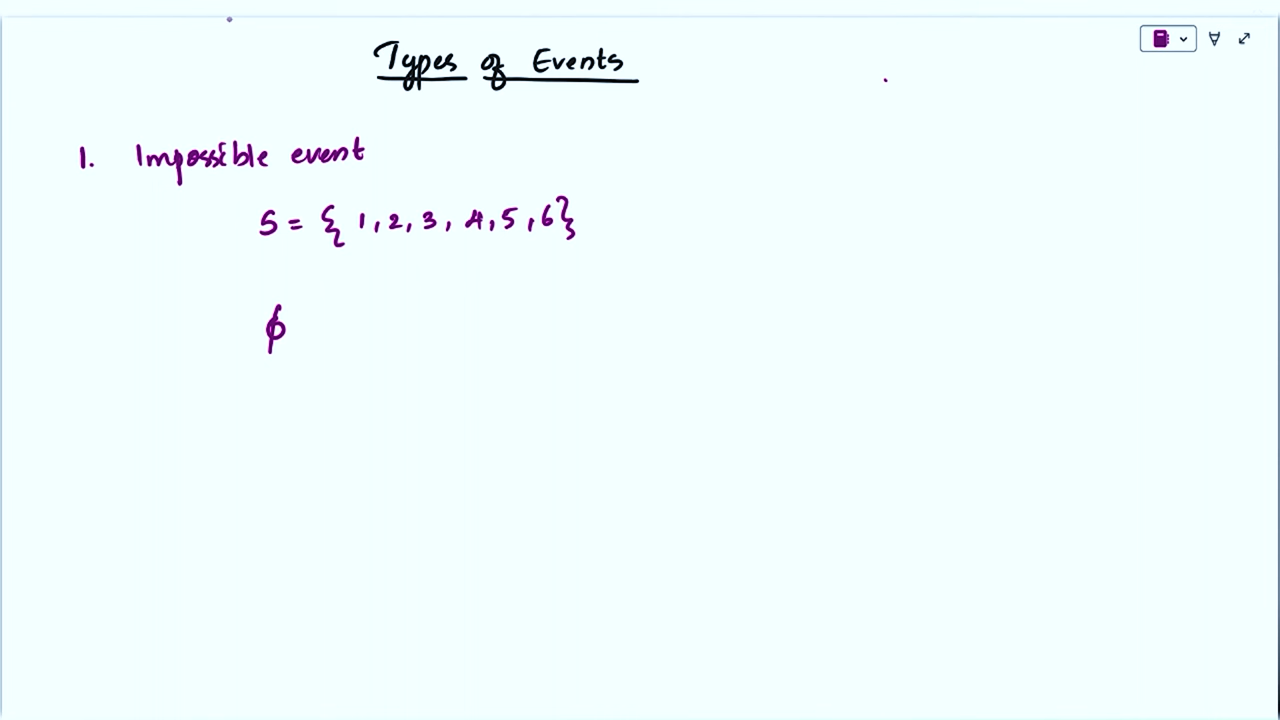 Types of Events
1. Impossible event
S = { 1, 2, 3, 4, 5, 6}
ϕ